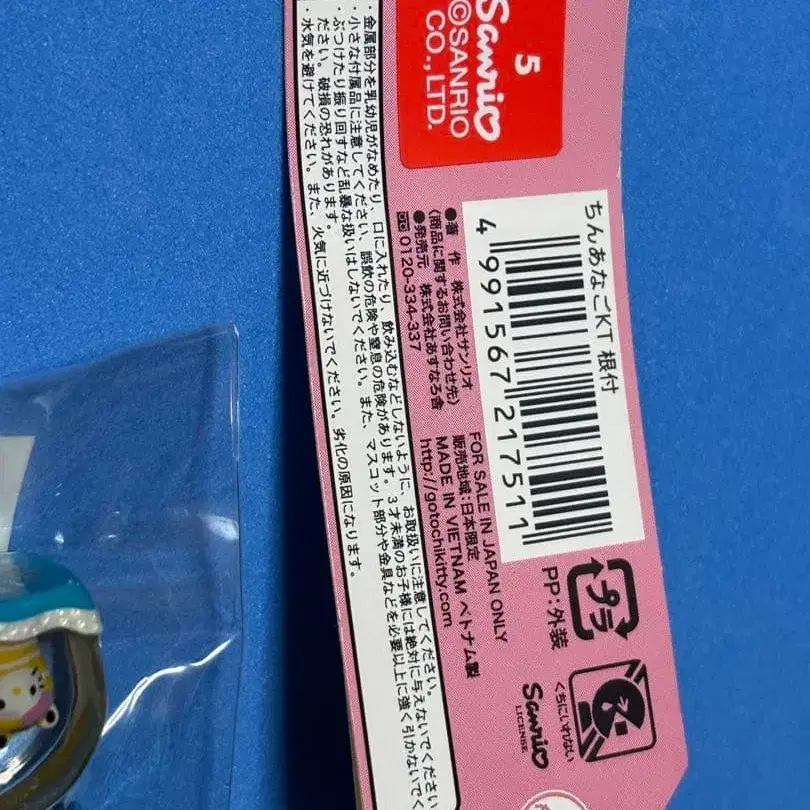 5
Sanrio
©SANRIO
CO., LTD.
ちんあなごKT 根付
4 991567 217511
●著 作 株式会社サンリオ
(商品に関するお問い合わせ先)
●発売元 株式会社あすなろ舎
0120-334-337
FOR SALE IN JAPAN ONLY
販売地域:日本限定
MADE IN VIETNAM ベトナム製
http://gotochikitty.com
プラ
PP:外装
くちにいれない
Sanrio
LICENSE
金属部分を乳幼児がなめたり、口に入れたり、飲み込むなどしないように、お取扱いに注意してください。
・小さな付属品に注意してください。誤飲の危険や窒息の危険があります。3才未満のお子様には絶対に与えないでください
・ぶつけたり振り回すなど乱暴な扱いはしないでください。また、マスコット部分や金具などを必要以上に強く引かないでく
ださい。破損の恐れがあります。
水気を避けてください。また、火気に近づけないでください。劣化の原因になります。